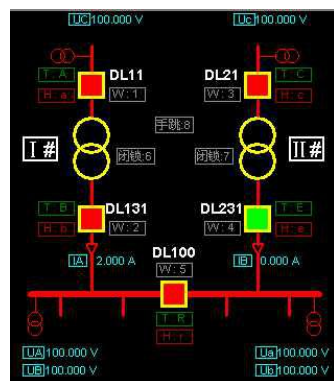 UC 100.000 V
Uc 100.000 V
DL11
DL21
T:A
H:a
W:1
W:3
T:C
H:c
手跳:8
I#
闭锁:6
闭锁:7
II#
DL131
DL231
T:B
H:b
W:2
W:4
T:E
H:e
DL100
IA 2.000 A
W:5
IB 0.000 A
T:R
H:r
UA 100.000 V
UB 100.000 V
Ua 100.000 V
Ub 100.000 V